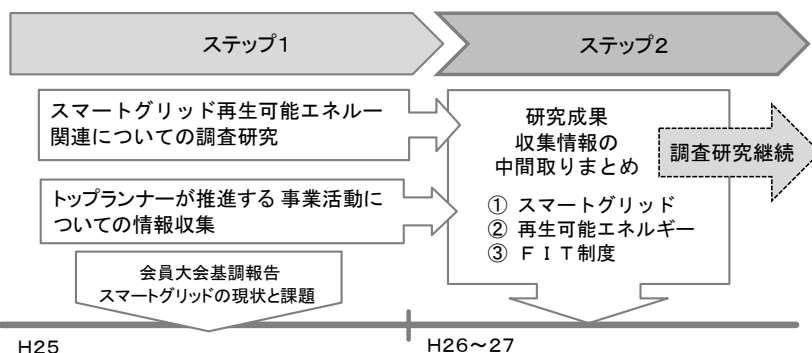 ステップ1
ステップ2
スマートグリッド再生可能エネルー
関連についての調査研究
トップランナーが推進する 事業活動に
ついての情報収集
会員大会基調報告
スマートグリッドの現状と課題
研究成果
収集情報の
中間取りまとめ
① スマートグリッド
② 再生可能エネルギー
③ ＦＩＴ制度
調査研究継続
H25
H26～27